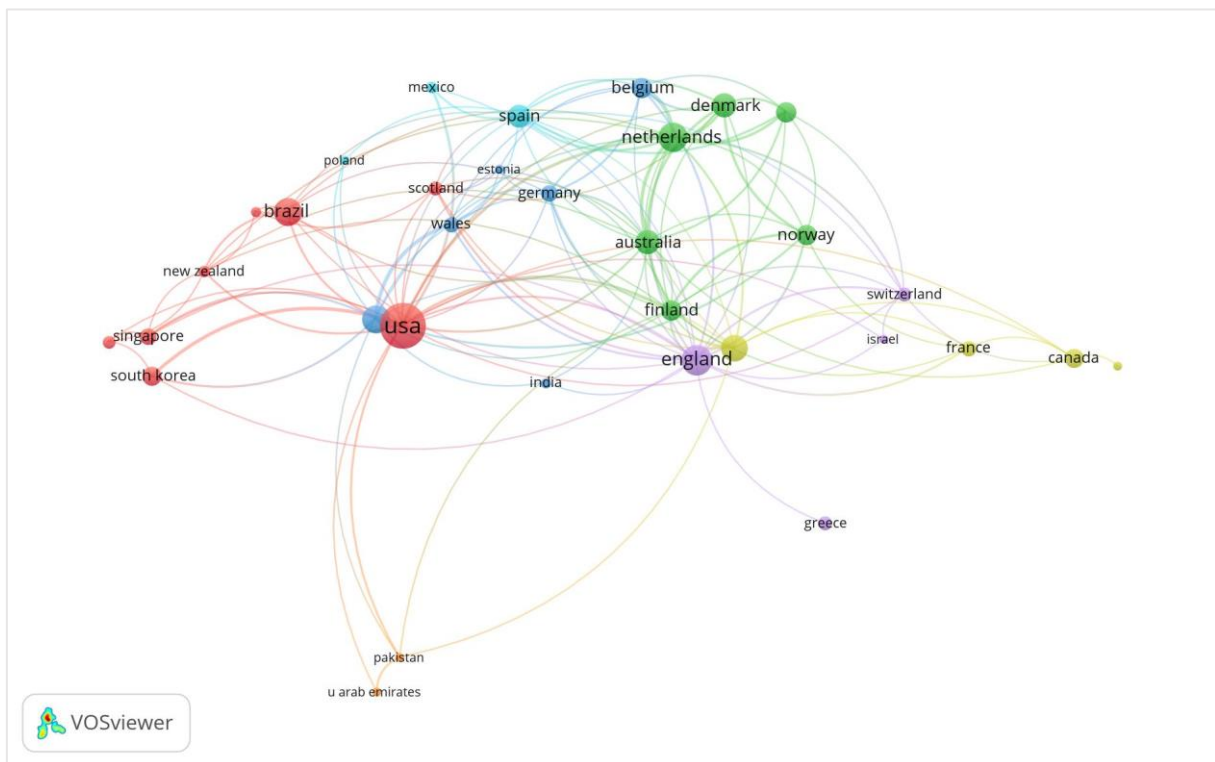 mexico
belgium
denmark
spain
netherlands
poland
estonia
scotland
germany
brazil
wales
australia
norway
new zealand
switzerland
finland
usa
singapore
israel
england
france
canada
south korea
india
greece
pakistan
u arab emirates
VOSviewer